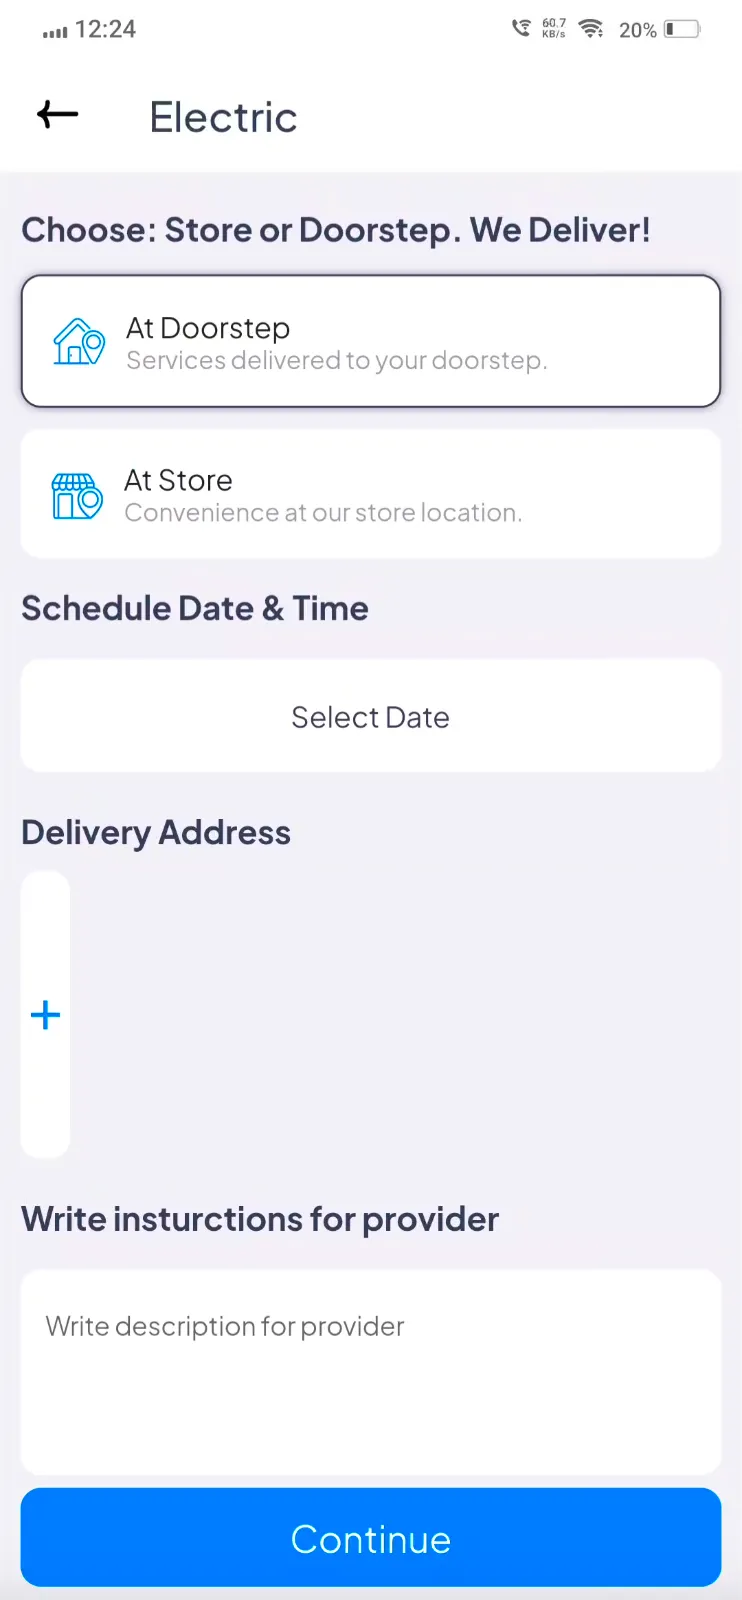 12:24
60.7
KB/s
20%
Electric
Choose: Store or Doorstep. We Deliver!
At Doorstep
Services delivered to your doorstep.
At Store
Convenience at our store location.
Schedule Date & Time
Select Date
Delivery Address
+
Write insturctions for provider
Write description for provider
Continue